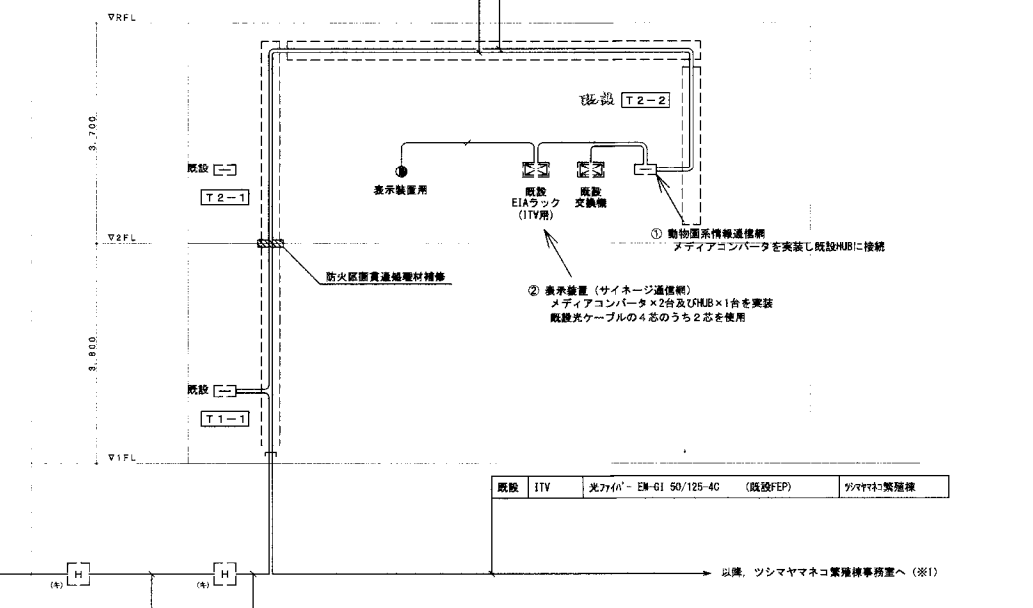 ▽RFL
3,700
既設 T2-2
既設
T2-1
表示装置用
既設
EIAラック
(ITV用)
既設
交換機
① 動物園系情報通信網
メディアコンバータを実装し既設HUBに接続
▽2FL
防火区画貫通処理材補修
② 表示装置（サイネージ通信網）
メディアコンバータ×2台及びHUB×1台を実装
既設光ケーブルの4芯のうち2芯を使用
3,800
既設
T1-1
▽1FL
既設 ITV 光ファイバー EM-GI 50/125-4C (既設FEP) ツシマヤマネコ繁殖棟
H
(キ)
H
(キ)
以降，ツシマヤマネコ繁殖棟事務室へ（※1）